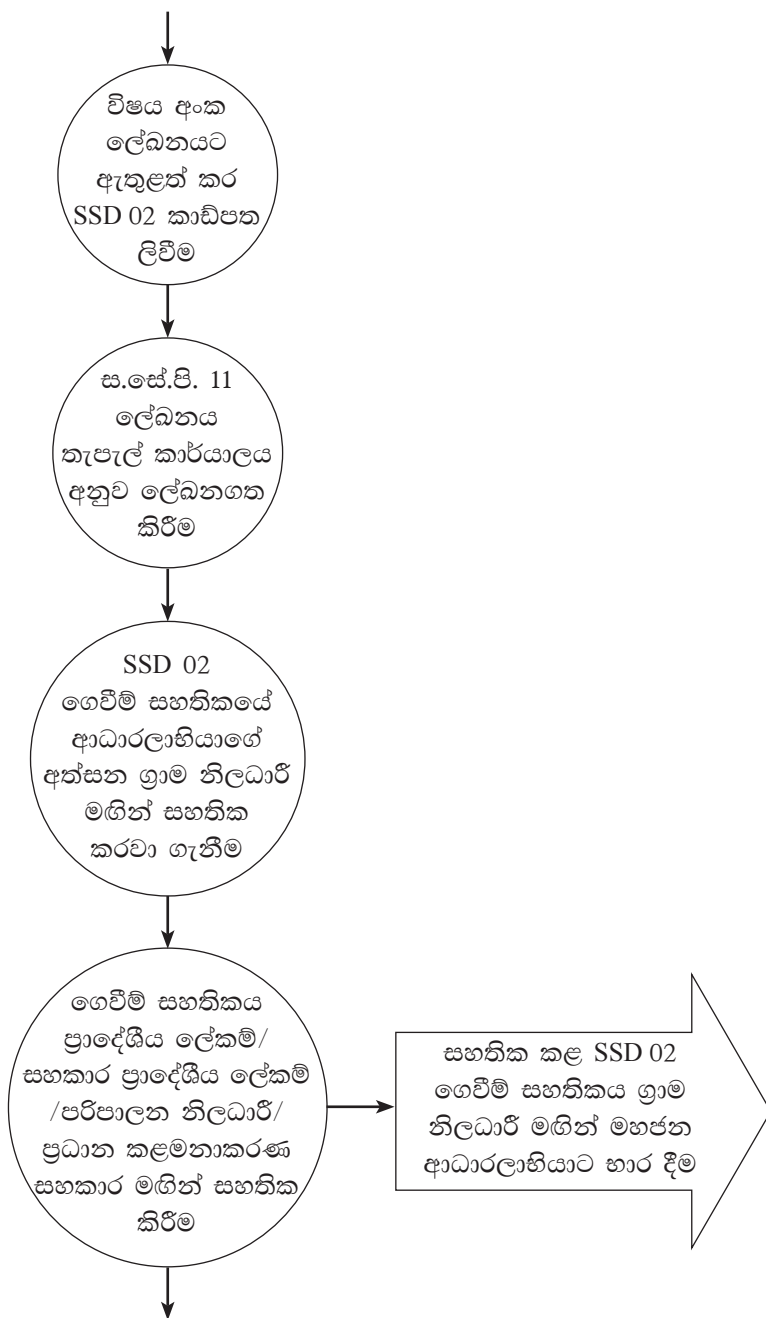 විෂය අංක
ලේඛනයට
ඇතුළත් කර
SSD 02 කාඩ්පත
ලිවීම
ස.සේ.පි. 11
ලේඛනය
තැපැල් කාර්යාලය
අනුව ලේඛනගත
කිරීම
SSD 02
ගෙවීම් සහතිකයේ
ආධාරලාභියාගේ
අත්සන ග්‍රාම නිලධාරී
මඟින් සහතික
කරවා ගැනීම
ගෙවීම් සහතිකය
ප්‍රාදේශීය ලේකම්/
සහකාර ප්‍රාදේශීය ලේකම්
/පරිපාලන නිලධාරී/
ප්‍රධාන කළමනාකරණ
සහකාර මඟින් සහතික
කිරීම
සහතික කළ SSD 02
ගෙවීම් සහතිකය ග්‍රාම
නිලධාරී මඟින් මහජන
ආධාරලාභියාට භාර දීම